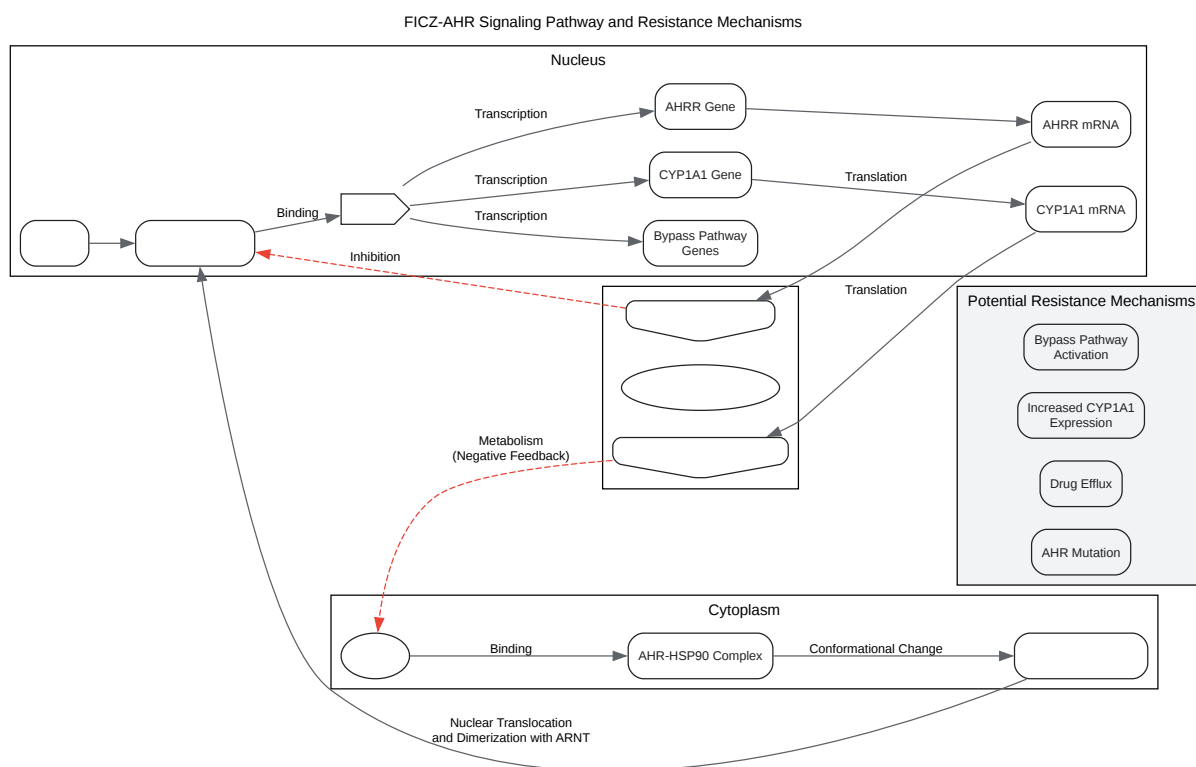 FICZ-AHR Signaling Pathway and Resistance Mechanisms
Nucleus
Transcription
AHRR Gene
AHRR mRNA
Transcription
CYP1A1 Gene
Translation
CYP1A1 mRNA
Binding
Transcription
Bypass Pathway
Genes
Inhibition
Translation
Potential Resistance Mechanisms
Bypass Pathway
Activation
Increased CYP1A1
Expression
Drug Efflux
AHR Mutation
Metabolism
(Negative Feedback)
Cytoplasm
Binding
AHR-HSP90 Complex
Conformational Change
Nuclear Translocation
and Dimerization with ARNT